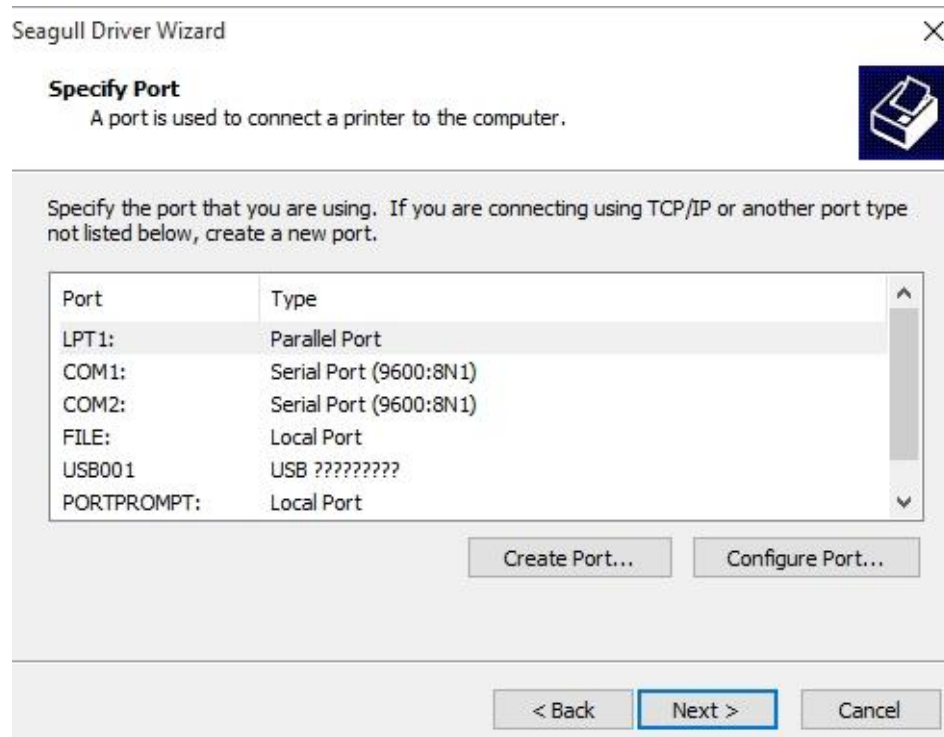 Seagull Driver Wizard
Specify Port
A port is used to connect a printer to the computer.
Specify the port that you are using.  If you are connecting using TCP/IP or another port type
not listed below, create a new port.
Port Type
LPT1: Parallel Port
COM1: Serial Port (9600:8N1)
COM2: Serial Port (9600:8N1)
FILE: Local Port
USB001 USB ?????????
PORTPROMPT: Local Port
Create Port... Configure Port...
< Back Next > Cancel